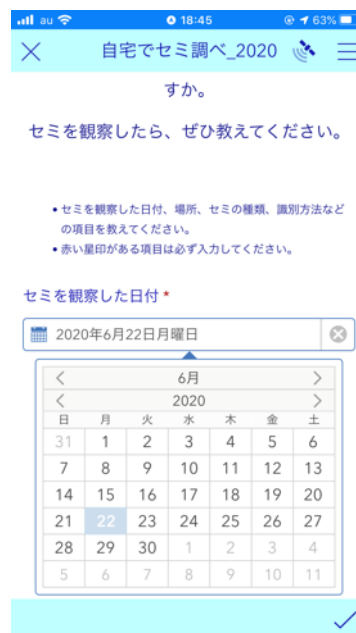 au 18:45 63%
自宅でセミ調べ_2020
すか。
セミを観察したら、ぜひ教えてください。
• セミを観察した日付、場所、セミの種類、識別方法など
の項目を教えてください。
• 赤い星印がある項目は必ず入力してください。
セミを観察した日付 *
2020年6月22日月曜日
6月
2020
日 月 火 水 木 金 土
31 1 2 3 4 5 6
7 8 9 10 11 12 13
14 15 16 17 18 19 20
21 22 23 24 25 26 27
28 29 30 1 2 3 4
5 6 7 8 9 10 11